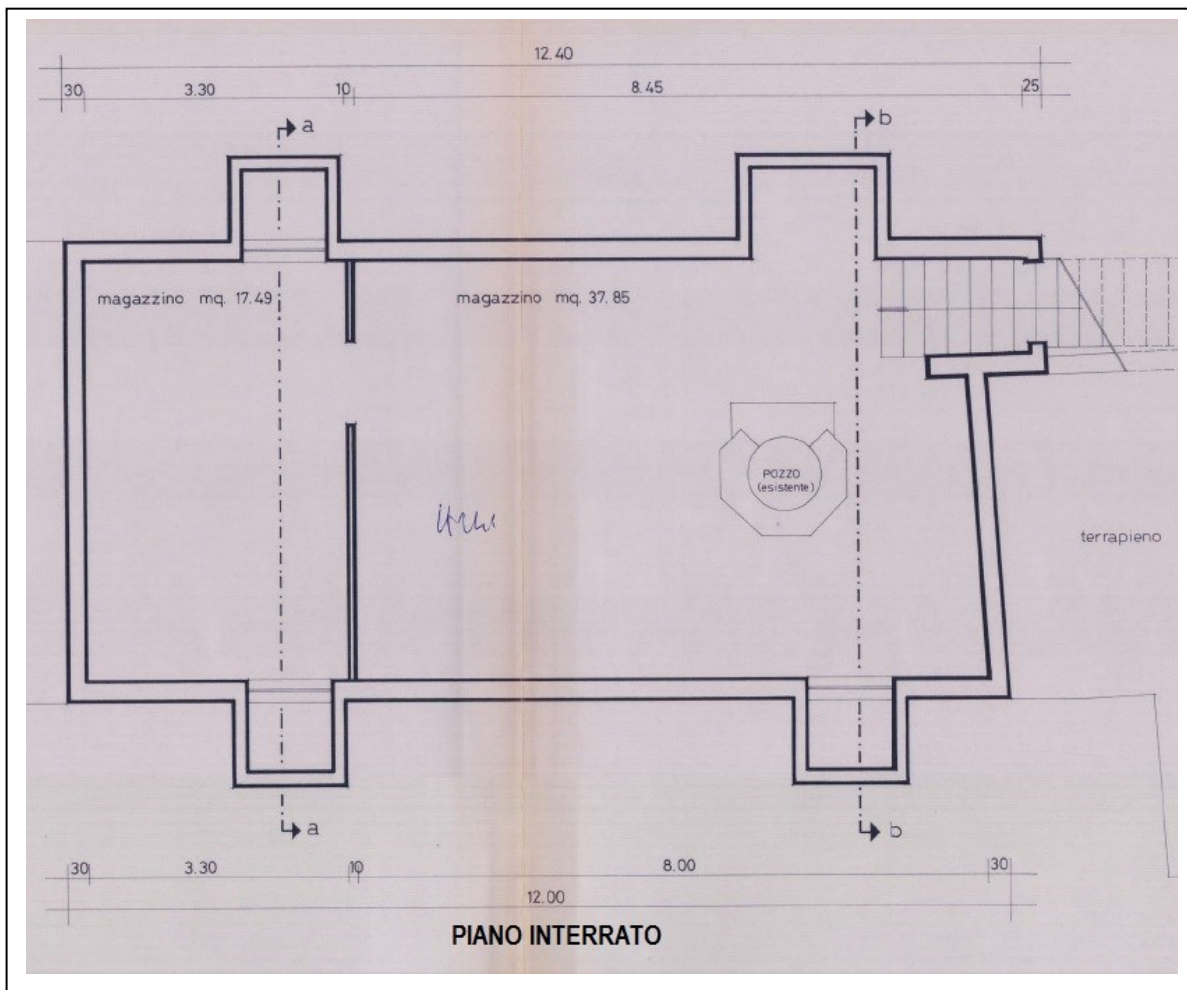 12.40
30 3.30 10 8.45 25
a b
magazzino mq. 17.49 magazzino mq. 37.85
POZZO
(esistente)
terrapieno
a b
30 3.30 10 8.00 30
12.00
PIANO INTERRATO